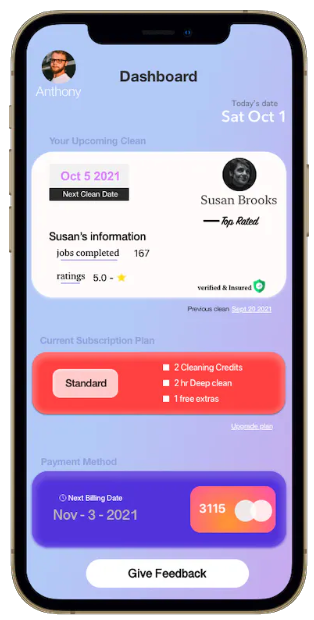 Dashboard
Anthony
Today's date
Sat Oct 1
Your Upcoming Clean
Oct 5 2021
Next Clean Date
Susan Brooks
Top Rated
Susan's information
jobs completed 167
ratings 5.0 -
verified & Insured
Previous clean Sept 20 2021
Current Subscription Plan
Standard
2 Cleaning Credits
2 hr Deep clean
1 free extras
Upgrade plan
Payment Method
Next Billing Date
Nov - 3 - 2021
3115
Give Feedback